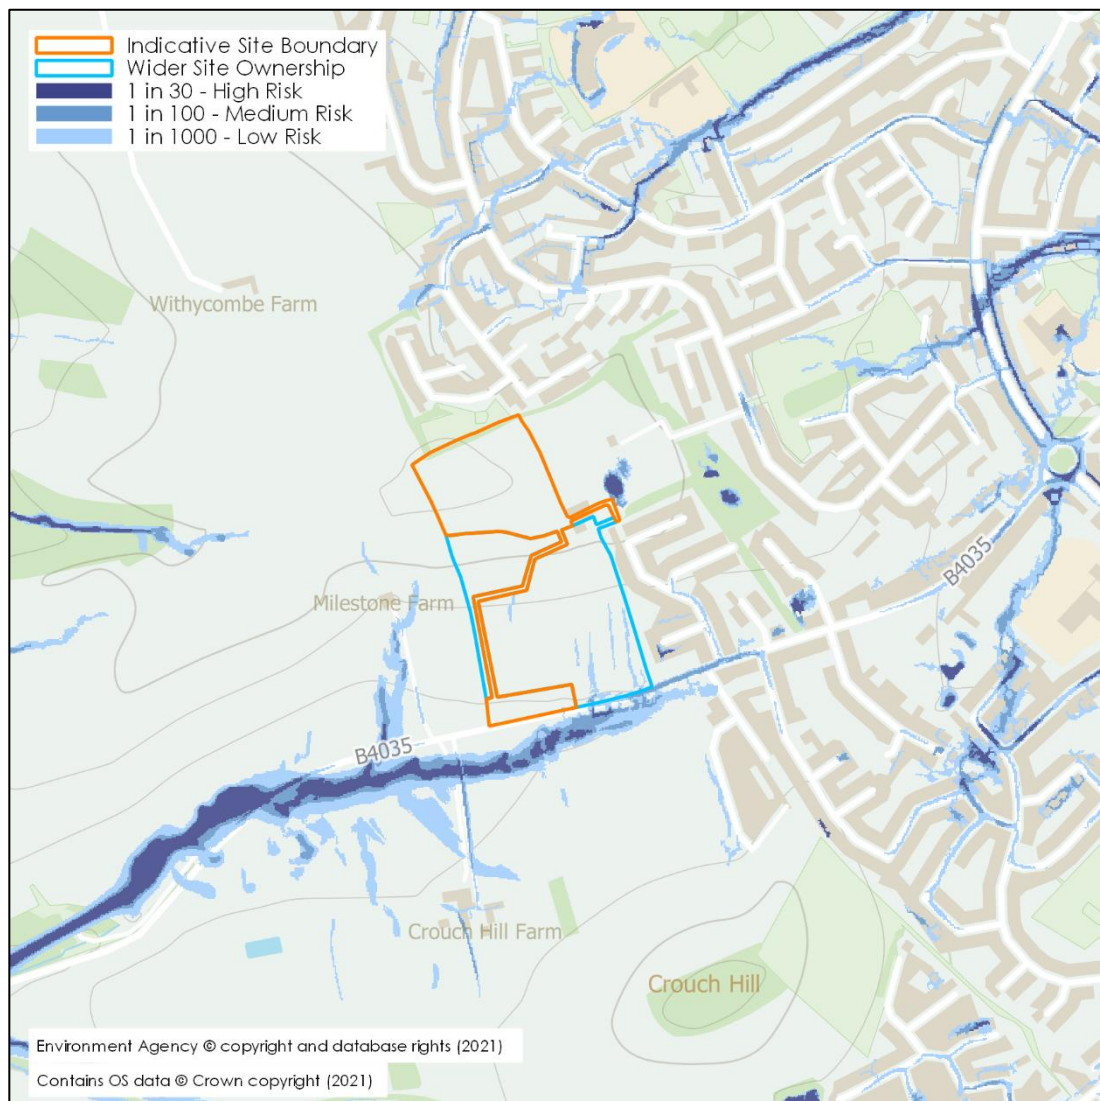 Indicative Site Boundary
Wider Site Ownership
1 in 30 - High Risk
1 in 100 - Medium Risk
1 in 1000 - Low Risk
Withycombe Farm
B4035
Milestone Farm
B4035
Crouch Hill Farm
Crouch Hill
Environment Agency © copyright and database rights (2021)
Contains OS data © Crown copyright (2021)